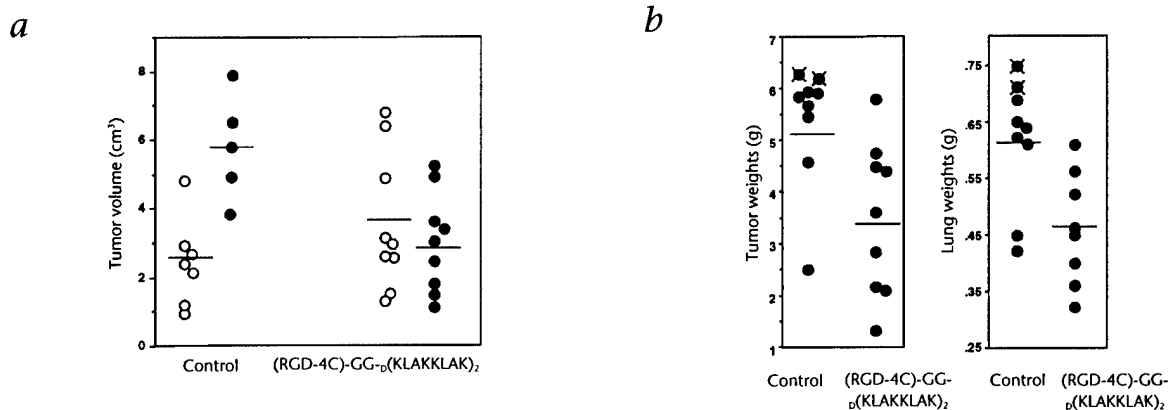 a
Tumor volume (cm³)
8
6
4
2
0
Control
(RGD-4C)-GG-D(KLAKKLAK)2
b
Tumor weights (g)
7
6
5
4
3
2
1
Control
(RGD-4C)-GG-
D(KLAKKLAK)2
Lung weights (g)
.75
.65
.55
.45
.35
.25
Control
(RGD-4C)-GG-
D(KLAKKLAK)2